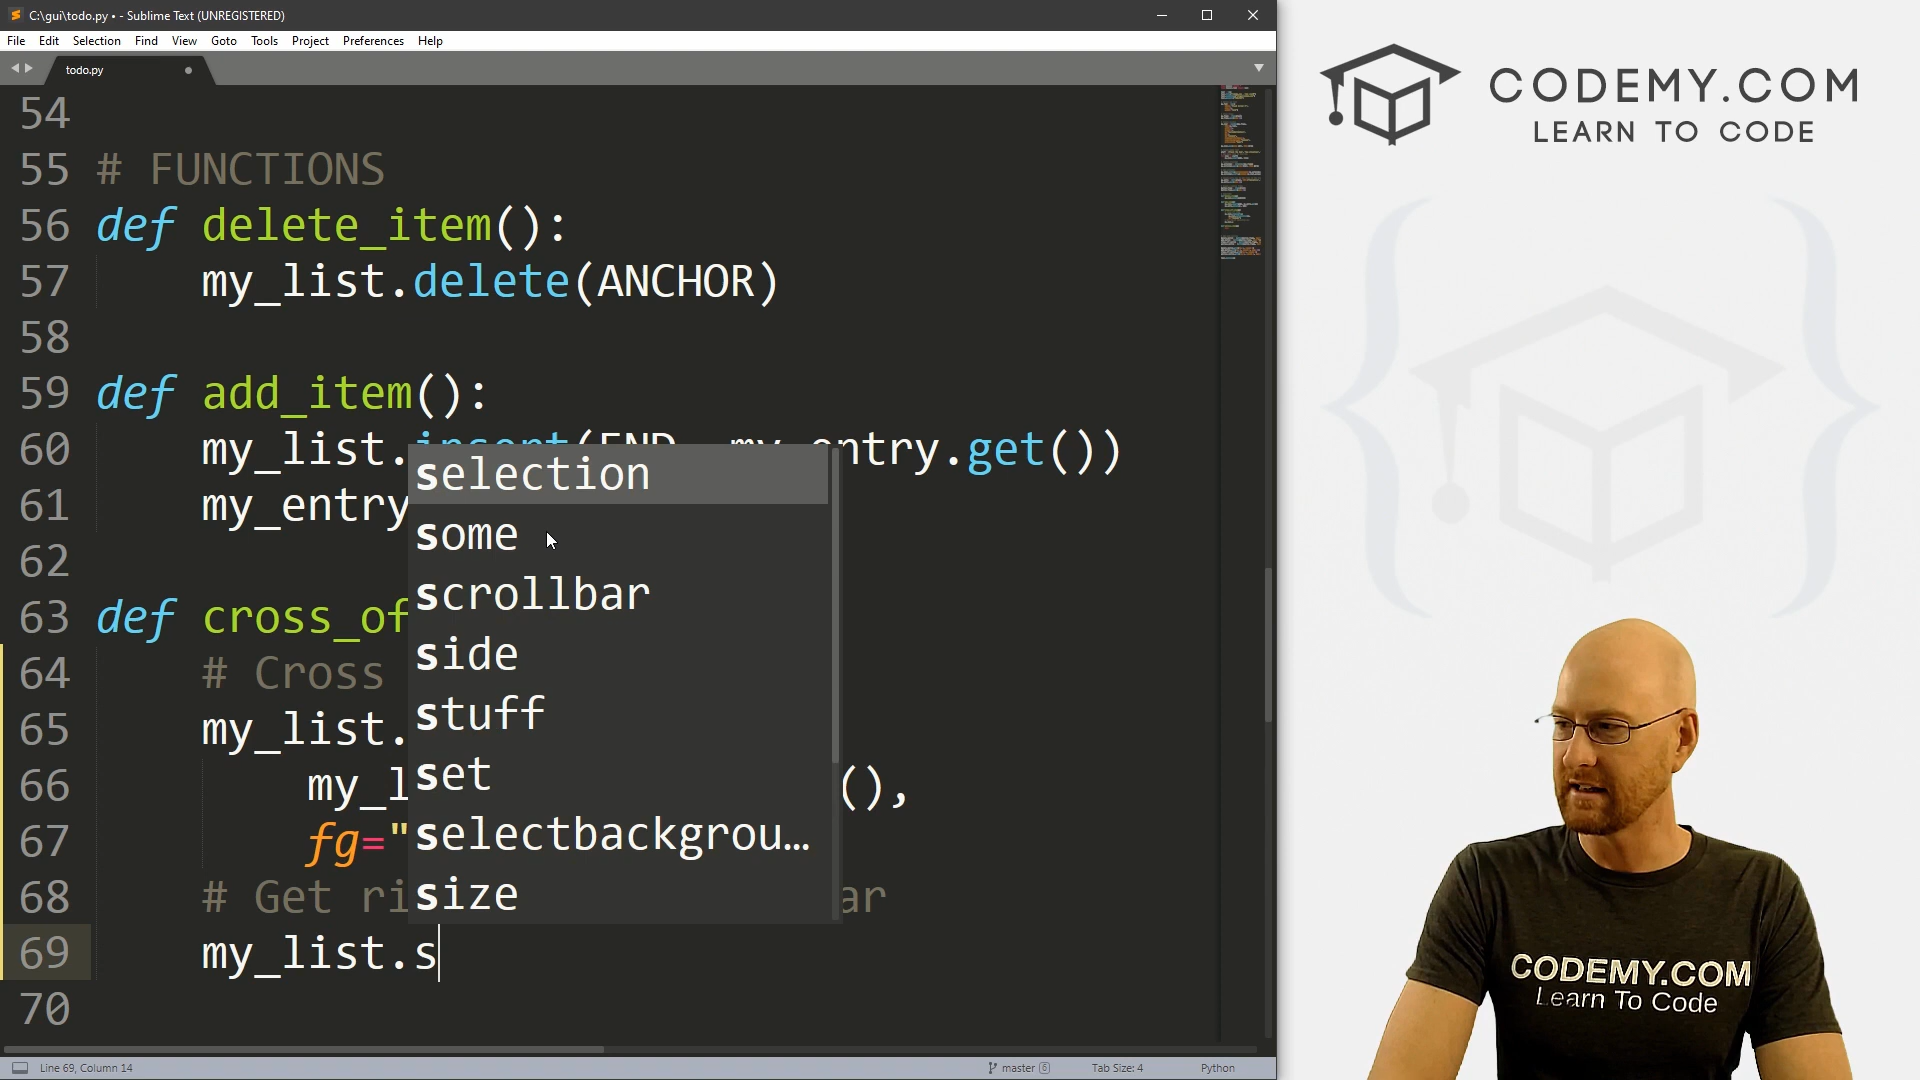 C:\gui\todo.py • - Sublime Text (UNREGISTERED)
File Edit Selection Find View Goto Tools Project Preferences Help
todo.py
54
55 # FUNCTIONS
56 def delete_item():
57 my_list.delete(ANCHOR)
58
59 def add_item():
60 my_list.insert(END, my_entry.get())
61 my_entry
62
63 def cross_of
64 # Cross
65 my_list.
66 my_l (),
67 fg="
68 # Get ri ar
69 my_list.s
70
selection
some
scrollbar
side
stuff
set
selectbackgrou…
size
Line 69, Column 14
master 6
Tab Size: 4
Python
CODEMY.COM
LEARN TO CODE
CODEMY.COM
Learn To Code